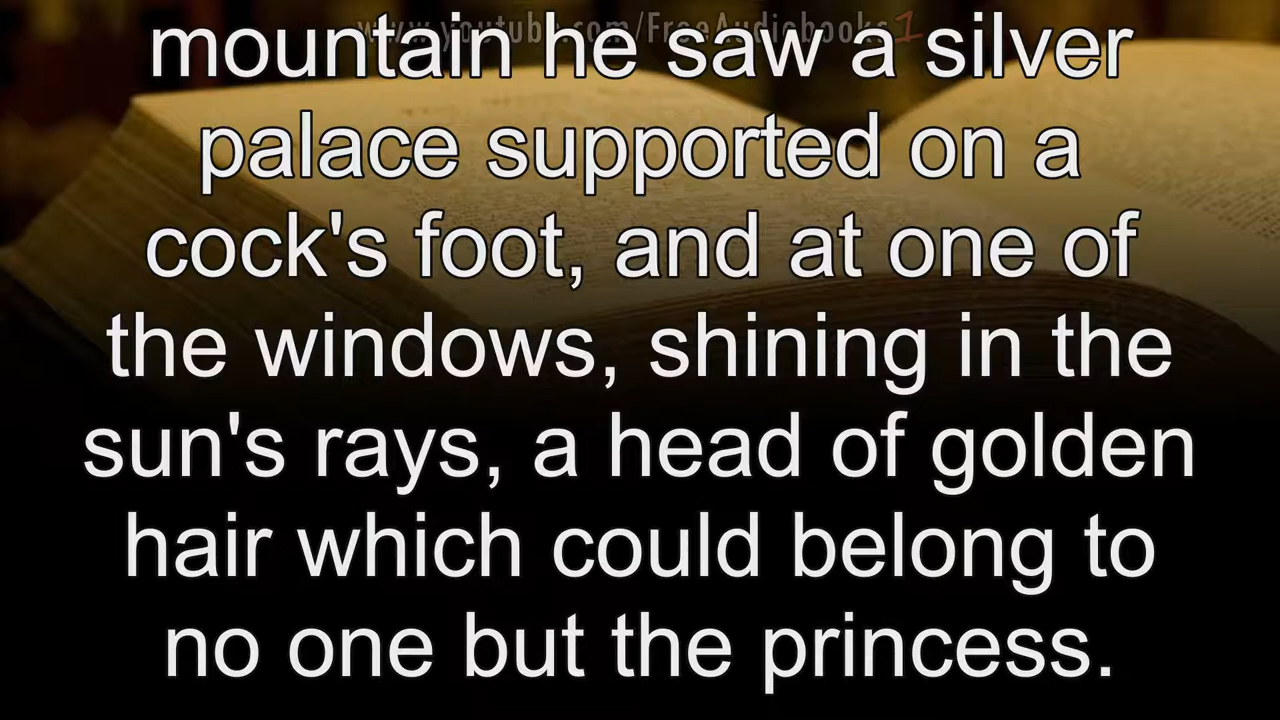 www.youtube.com/FreeAudiobooks1
mountain he saw a silver
palace supported on a
cock's foot, and at one of
the windows, shining in the
sun's rays, a head of golden
hair which could belong to
no one but the princess.